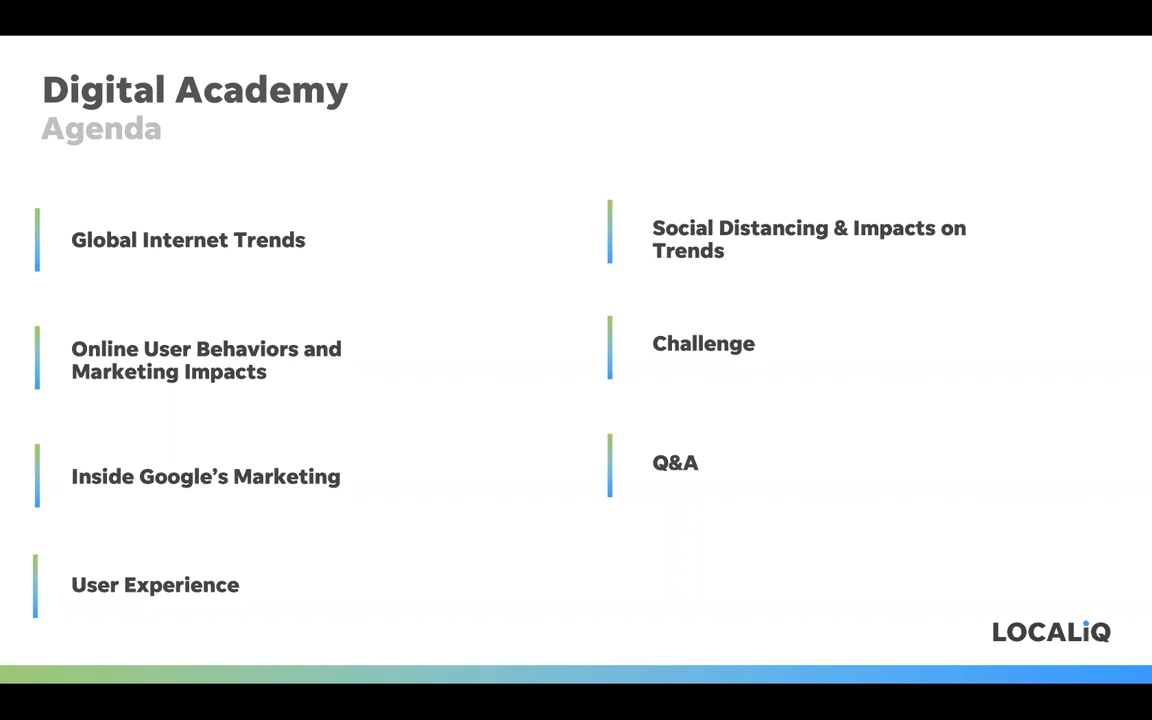 Digital Academy
Agenda
Global Internet Trends
Online User Behaviors and
Marketing Impacts
Inside Google’s Marketing
User Experience
Social Distancing & Impacts on
Trends
Challenge
Q&A
LOCALiQ